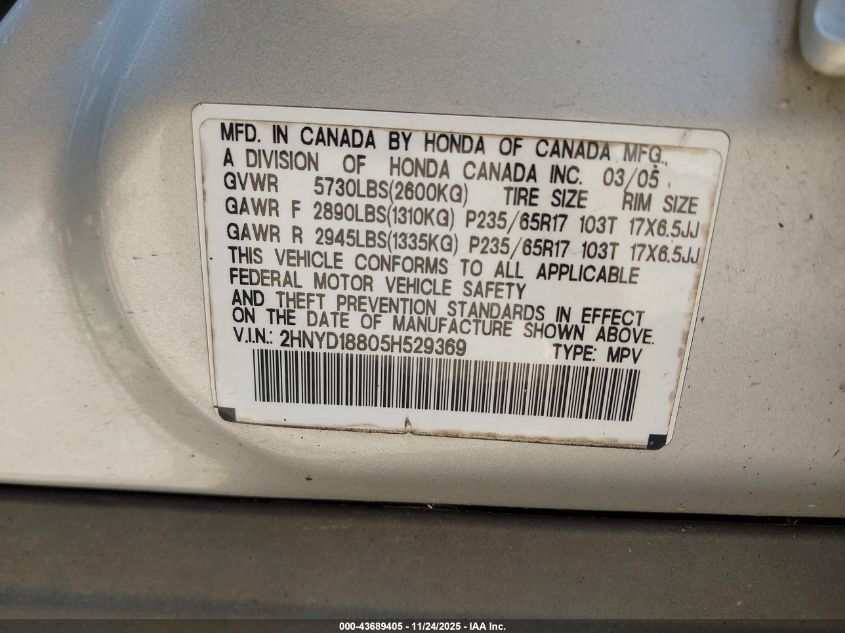 MFD. IN CANADA BY HONDA OF CANADA MFG.,
A DIVISION OF HONDA CANADA INC. 03/05
GVWR 5730LBS(2600KG) TIRE SIZE RIM SIZE
GAWR F 2890LBS(1310KG) P235/65R17 103T 17X6.5JJ
GAWR R 2945LBS(1335KG) P235/65R17 103T 17X6.5JJ
THIS VEHICLE CONFORMS TO ALL APPLICABLE
FEDERAL MOTOR VEHICLE SAFETY
AND THEFT PREVENTION STANDARDS IN EFFECT
ON THE DATE OF MANUFACTURE SHOWN ABOVE.
V.I.N.: 2HNYD18805H529369 TYPE: MPV
000-43689405 - 11/24/2025 - IAA Inc.